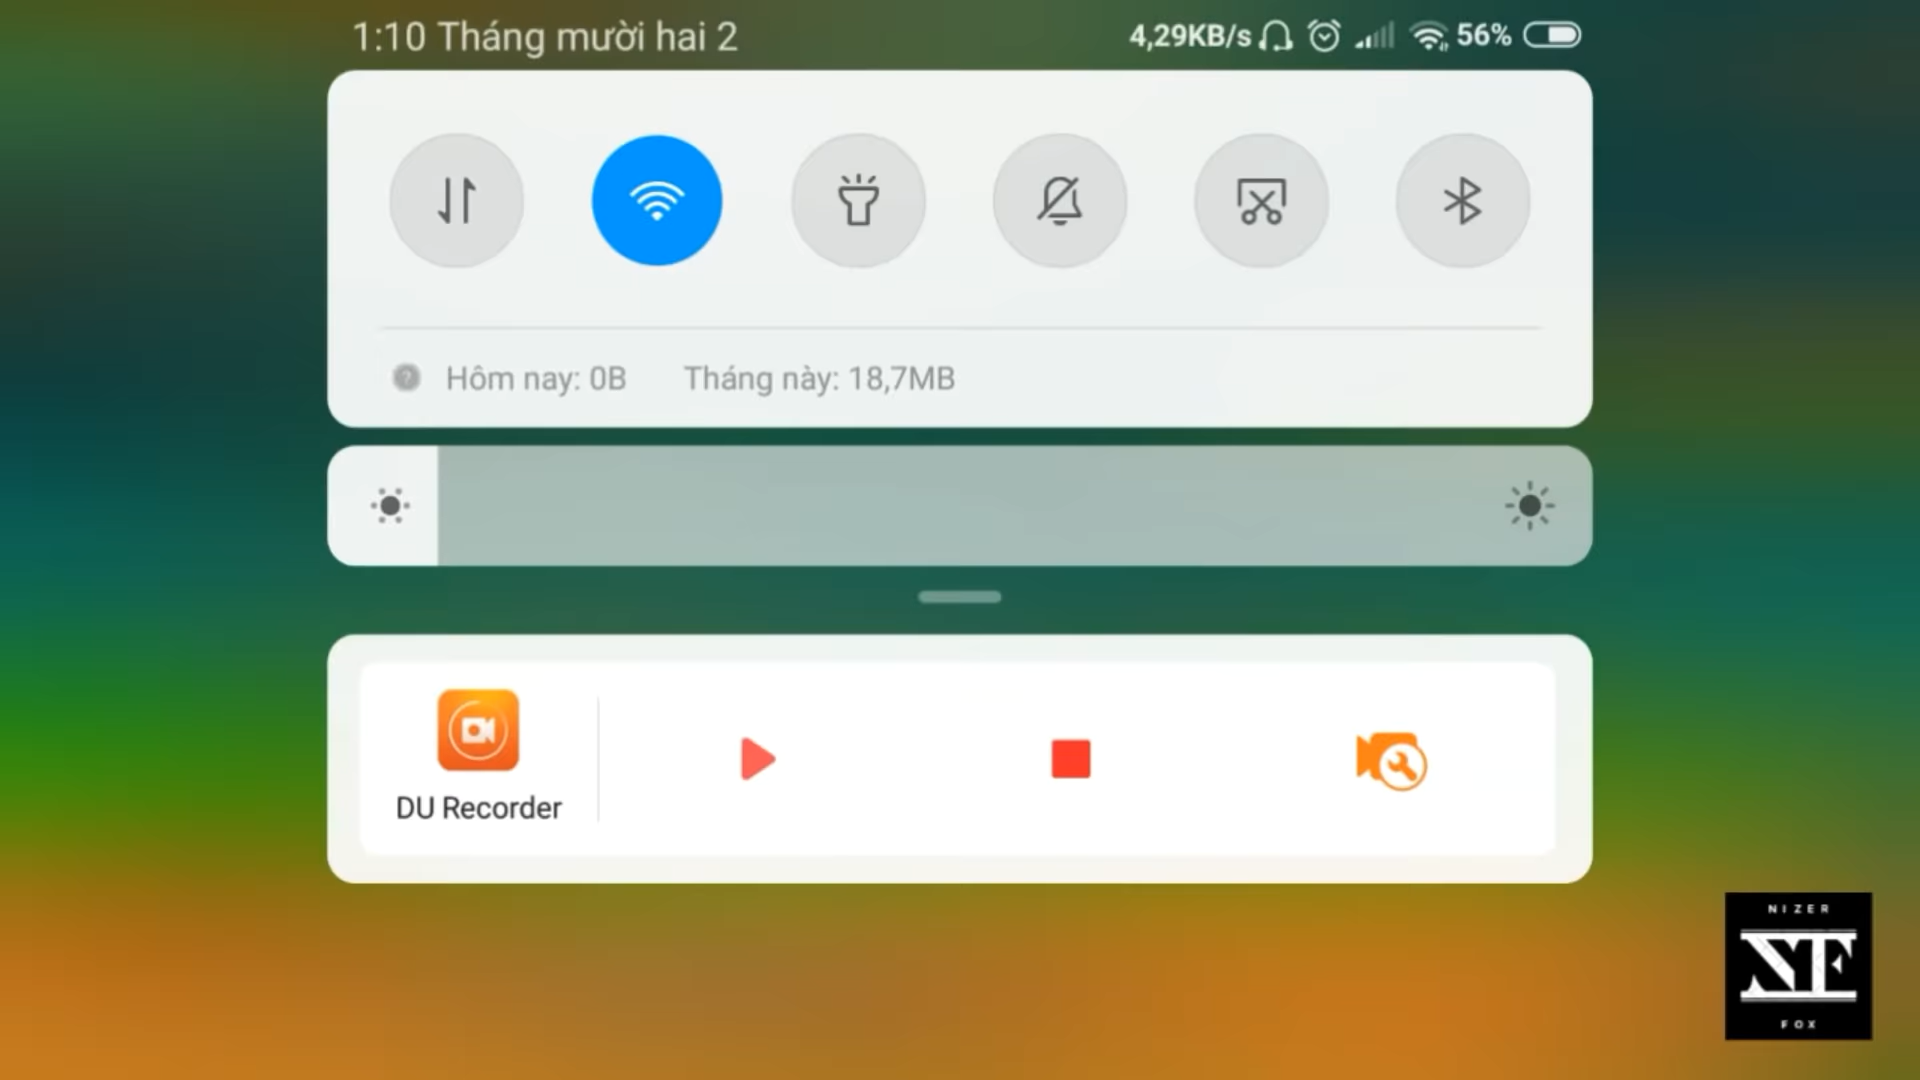 1:10 Tháng mười hai 2
4,29KB/s 56%
Hôm nay: 0B Tháng này: 18,7MB
DU Recorder
NIZER
NF
FOX